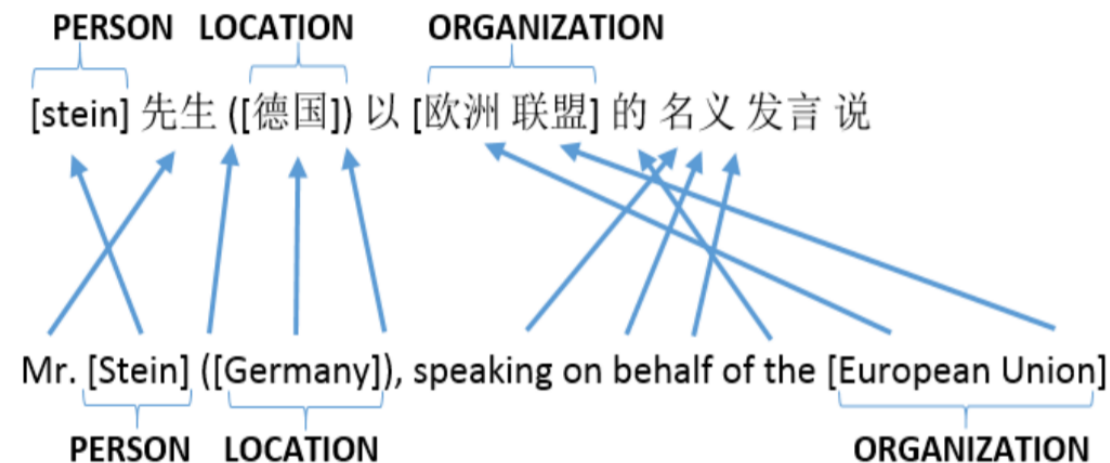 PERSON LOCATION ORGANIZATION
[stein] 先生 ([德国]) 以 [欧洲 联盟] 的 名义 发言 说
Mr. [Stein] ([Germany]), speaking on behalf of the [European Union]
PERSON LOCATION ORGANIZATION